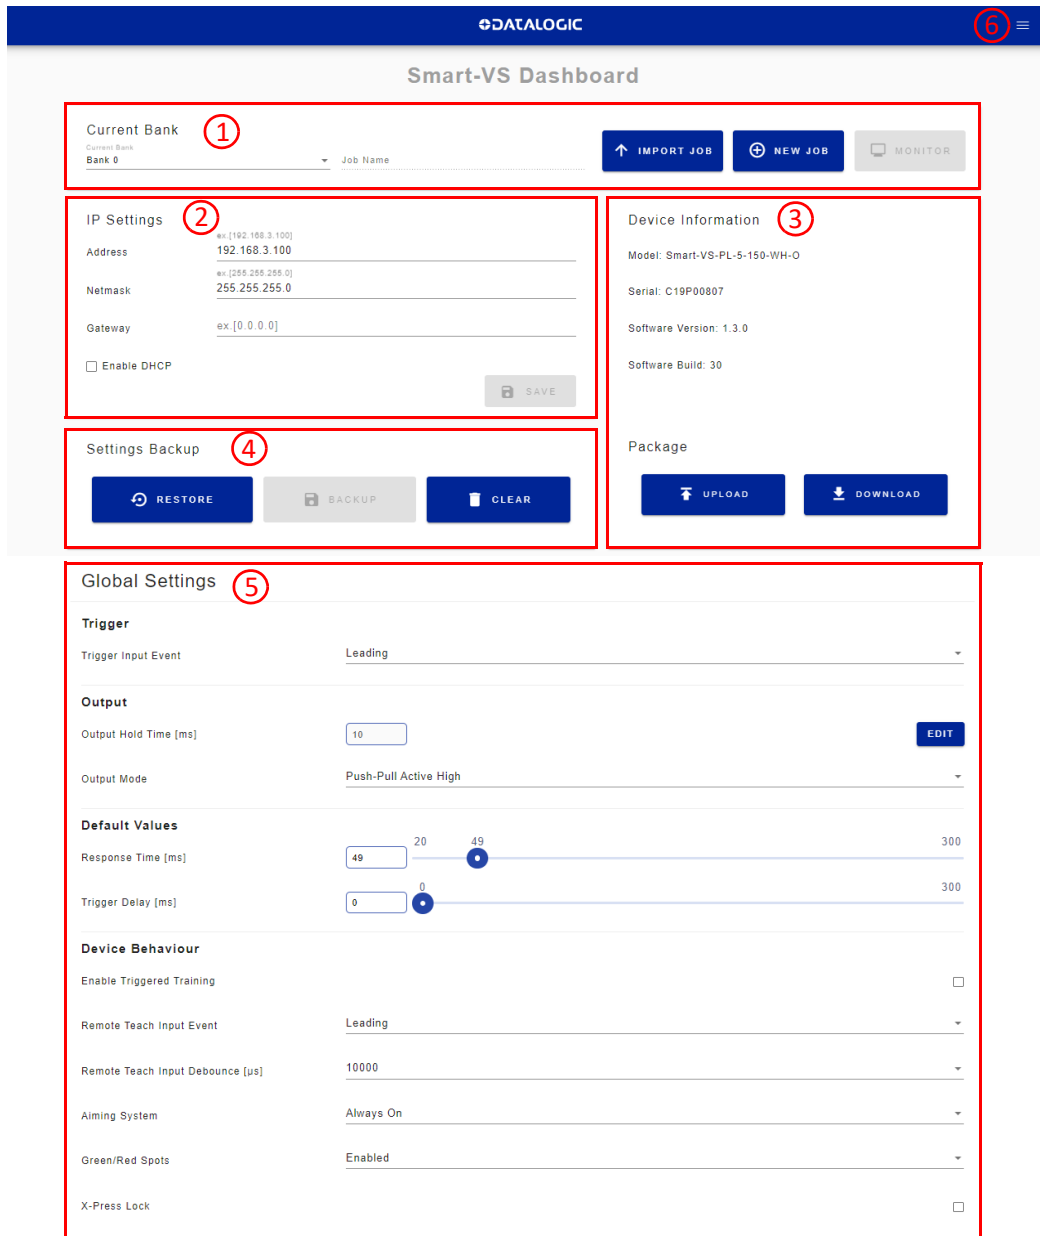 DATALOGIC
6
Smart-VS Dashboard
Current Bank
1
Current Bank
Bank 0
Job Name
IMPORT JOB
NEW JOB
MONITOR
IP Settings
2
ex.[192.168.3.100]
Address
192.168.3.100
ex.[255.255.255.0]
Netmask
255.255.255.0
Gateway
ex.[0.0.0.0]
Enable DHCP
SAVE
Device Information
3
Model: Smart-VS-PL-5-150-WH-O
Serial: C19P00807
Software Version: 1.3.0
Software Build: 30
Package
UPLOAD
DOWNLOAD
Settings Backup
4
RESTORE
BACKUP
CLEAR
Global Settings
5
Trigger
Trigger Input Event
Leading
Output
Output Hold Time [ms]
10
EDIT
Output Mode
Push-Pull Active High
Default Values
20 49 300
Response Time [ms]
49
0 300
Trigger Delay [ms]
0
Device Behaviour
Enable Triggered Training
Remote Teach Input Event
Leading
Remote Teach Input Debounce [µs]
10000
Aiming System
Always On
Green/Red Spots
Enabled
X-Press Lock